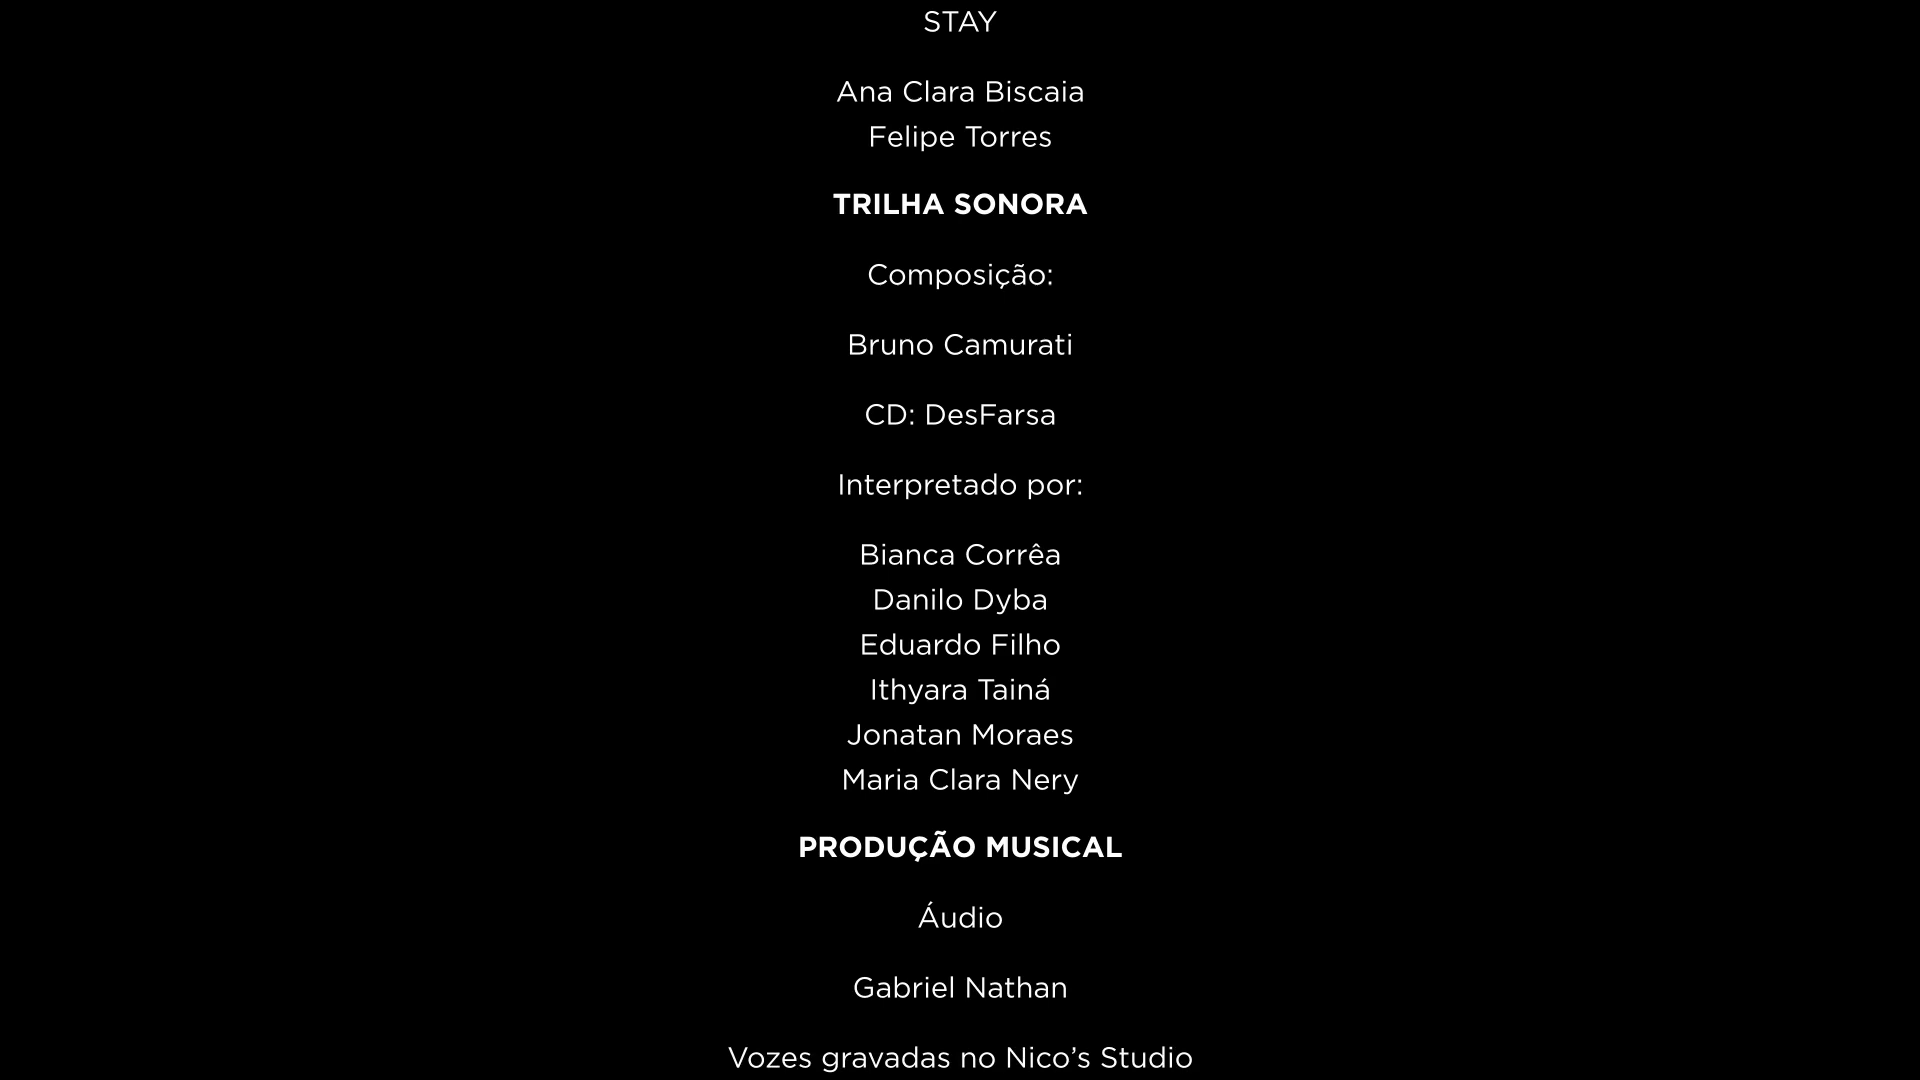 STAY
Ana Clara Biscaia
Felipe Torres
TRILHA SONORA
Composição:
Bruno Camurati
CD: DesFarsa
Interpretado por:
Bianca Corrêa
Danilo Dyba
Eduardo Filho
Ithyara Tainá
Jonatan Moraes
Maria Clara Nery
PRODUÇÃO MUSICAL
Áudio
Gabriel Nathan
Vozes gravadas no Nico’s Studio